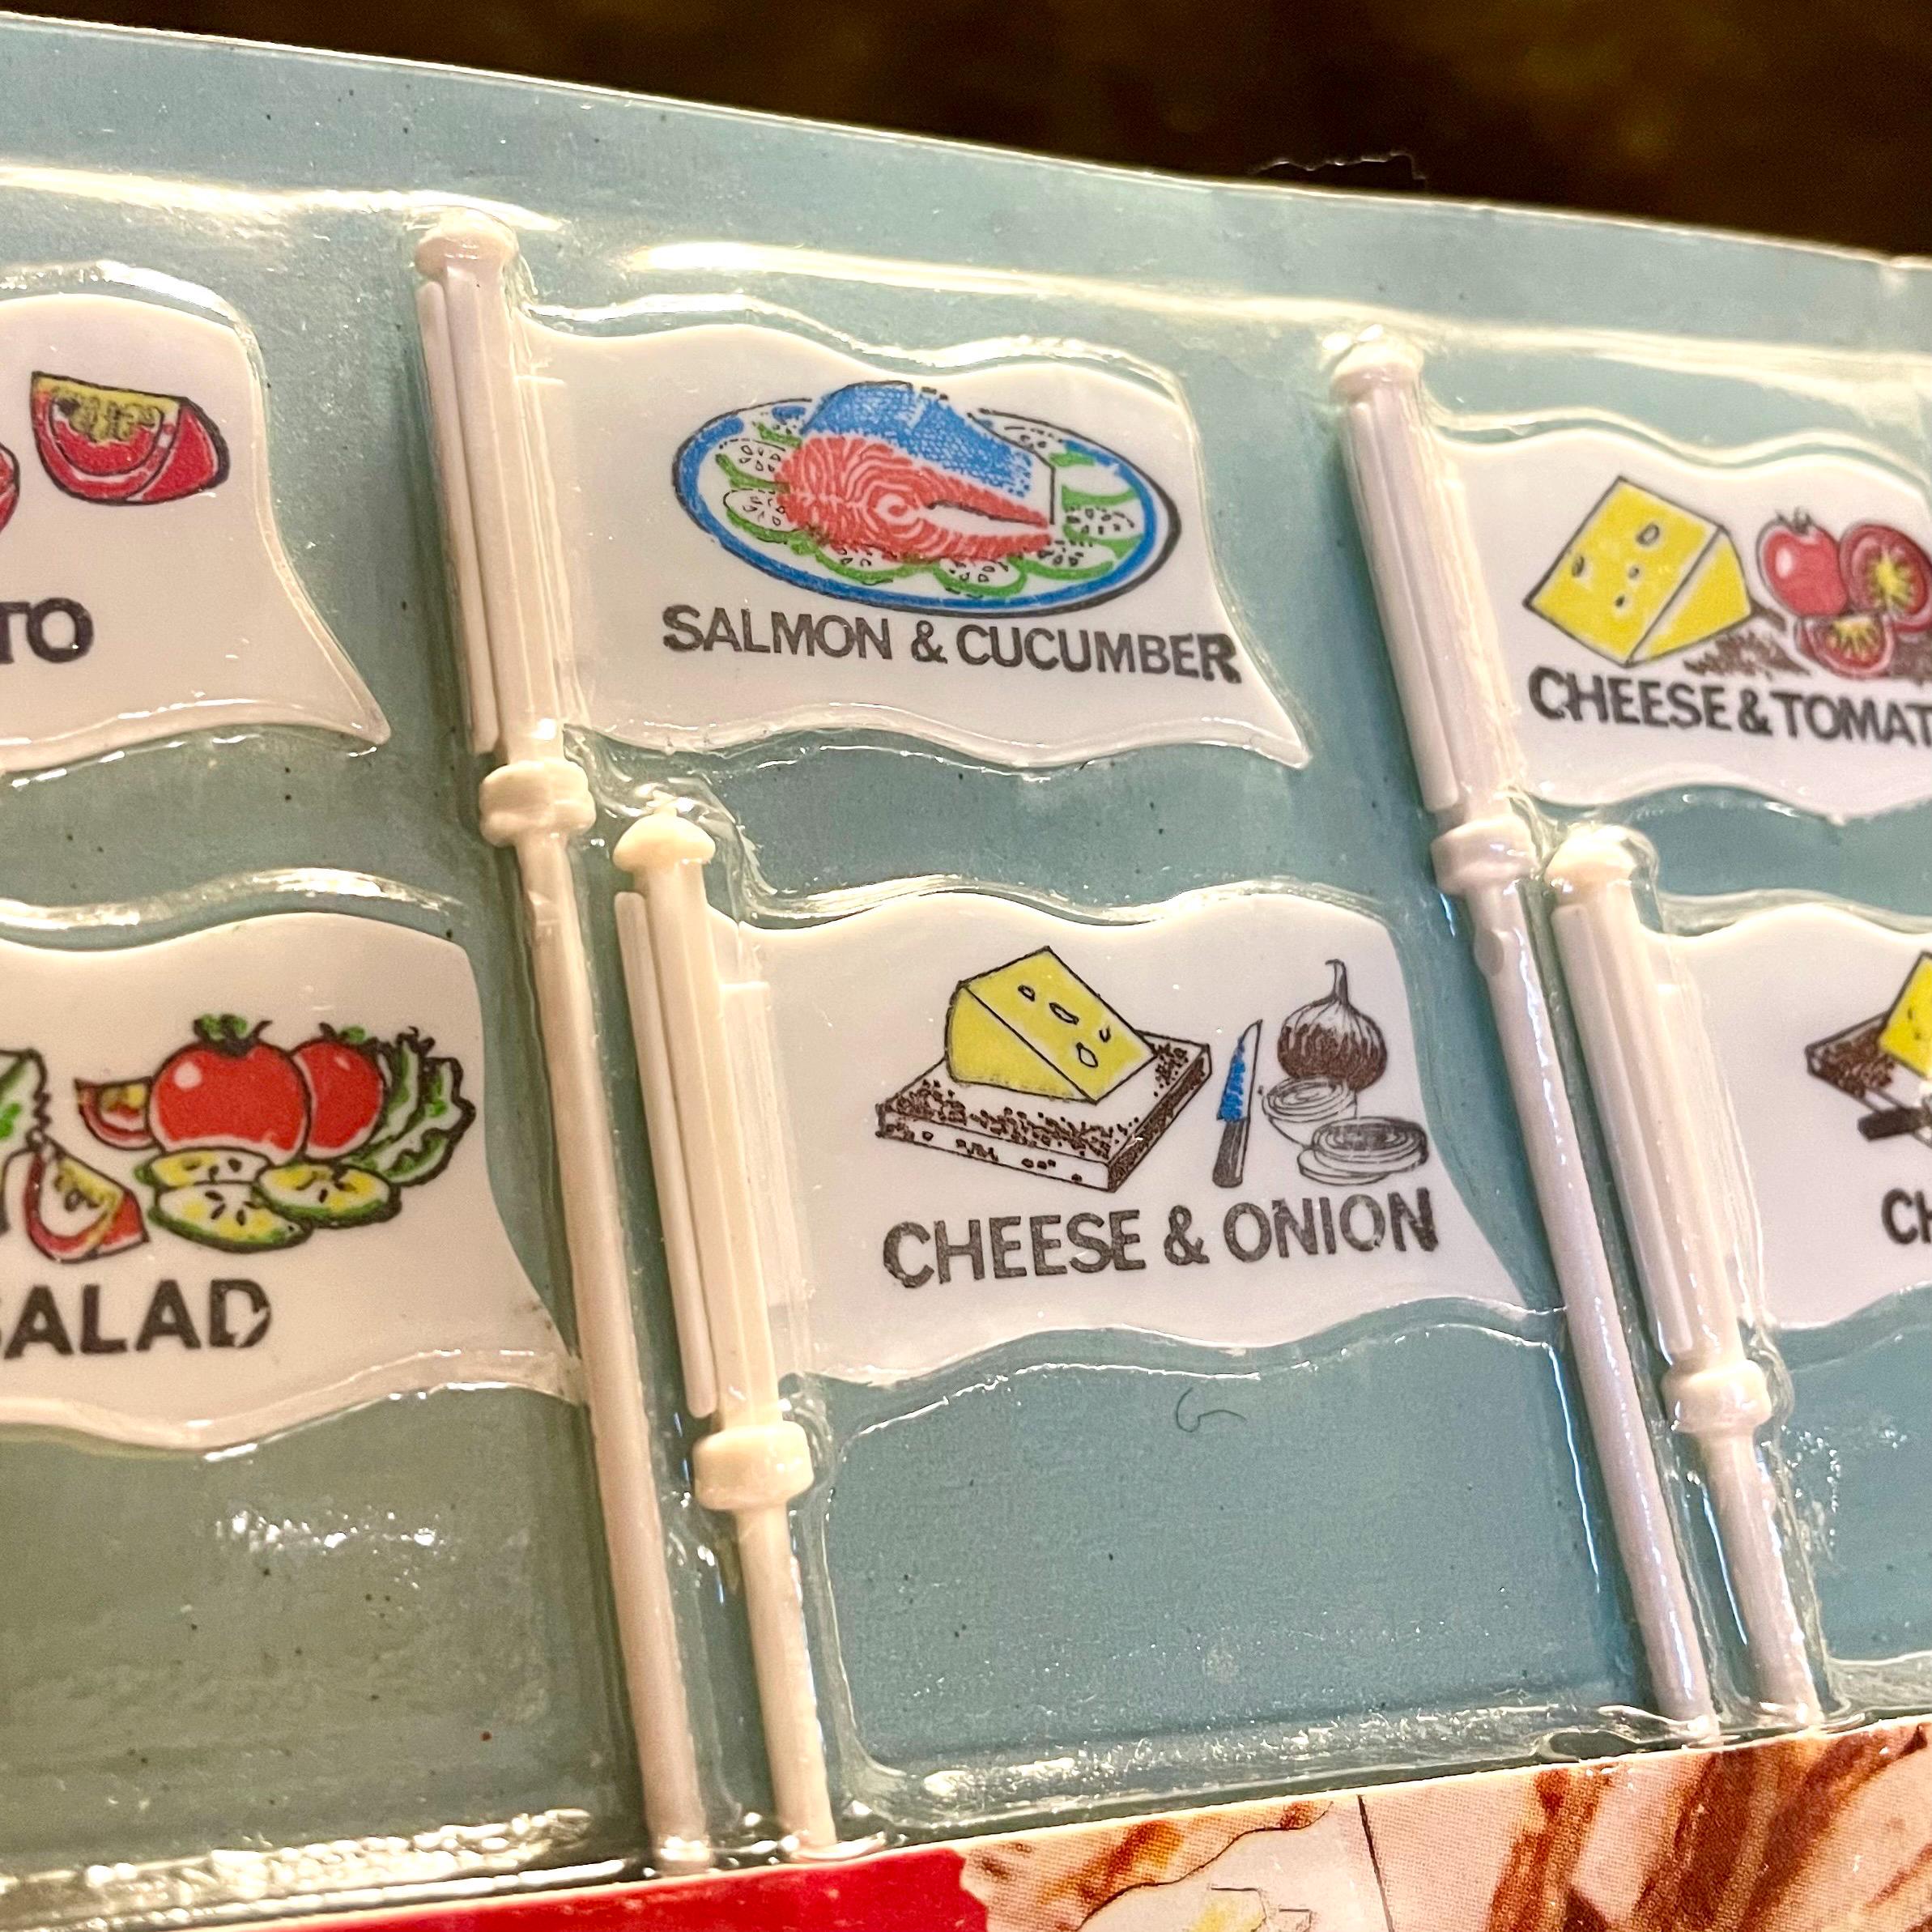 TO
SALMON & CUCUMBER
CHEESE & TOMAT
SALAD
CHEESE & ONION
CH